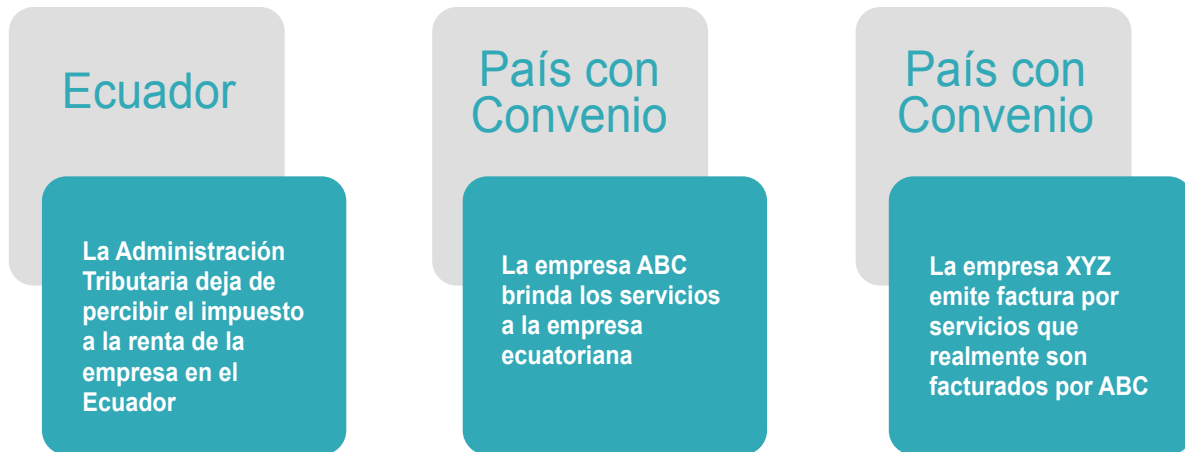 Ecuador
La Administración
Tributaria deja de
percibir el impuesto
a la renta de la
empresa en el
Ecuador
País con
Convenio
La empresa ABC
brinda los servicios
a la empresa
ecuatoriana
País con
Convenio
La empresa XYZ
emite factura por
servicios que
realmente son
facturados por ABC